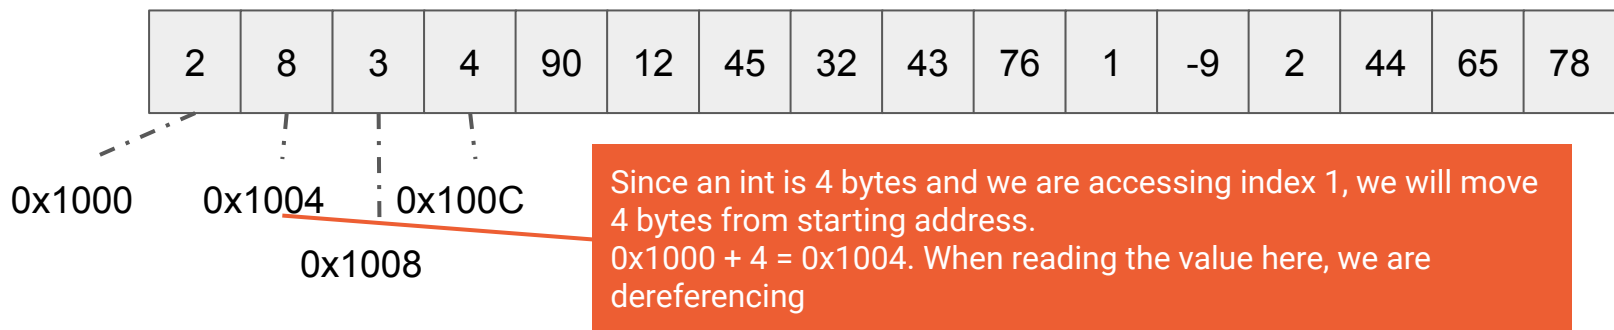 2 8 3 4 90 12 45 32 43 76 1 -9 2 44 65 78
0x1000 0x1004 0x100C
0x1008
Since an int is 4 bytes and we are accessing index 1, we will move
4 bytes from starting address.
0x1000 + 4 = 0x1004. When reading the value here, we are
dereferencing